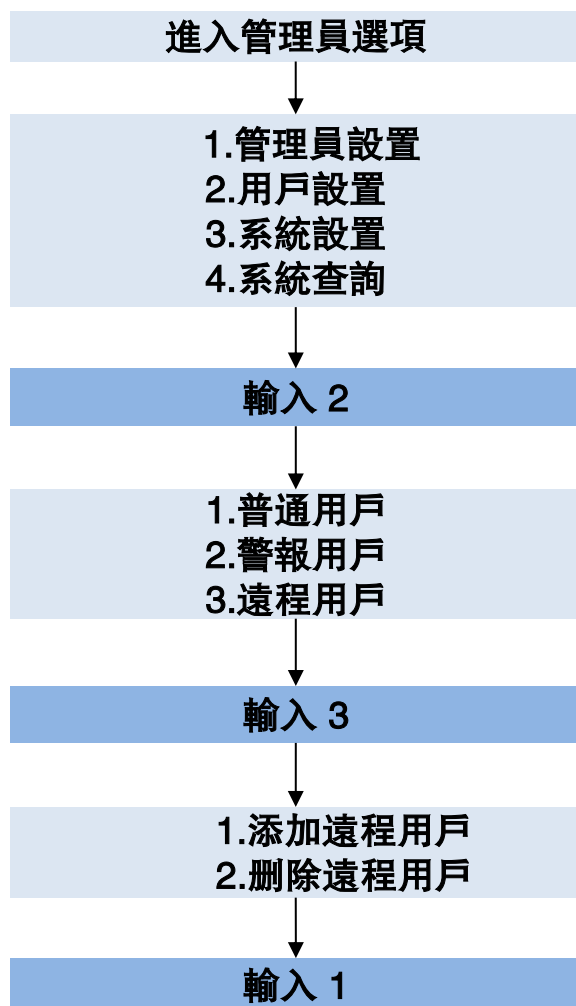 進入管理員選項
1.管理員設置
2.用戶設置
3.系統設置
4.系統查詢
輸入 2
1.普通用戶
2.警報用戶
3.遠程用戶
輸入 3
1.添加遠程用戶
2.删除遠程用戶
輸入 1